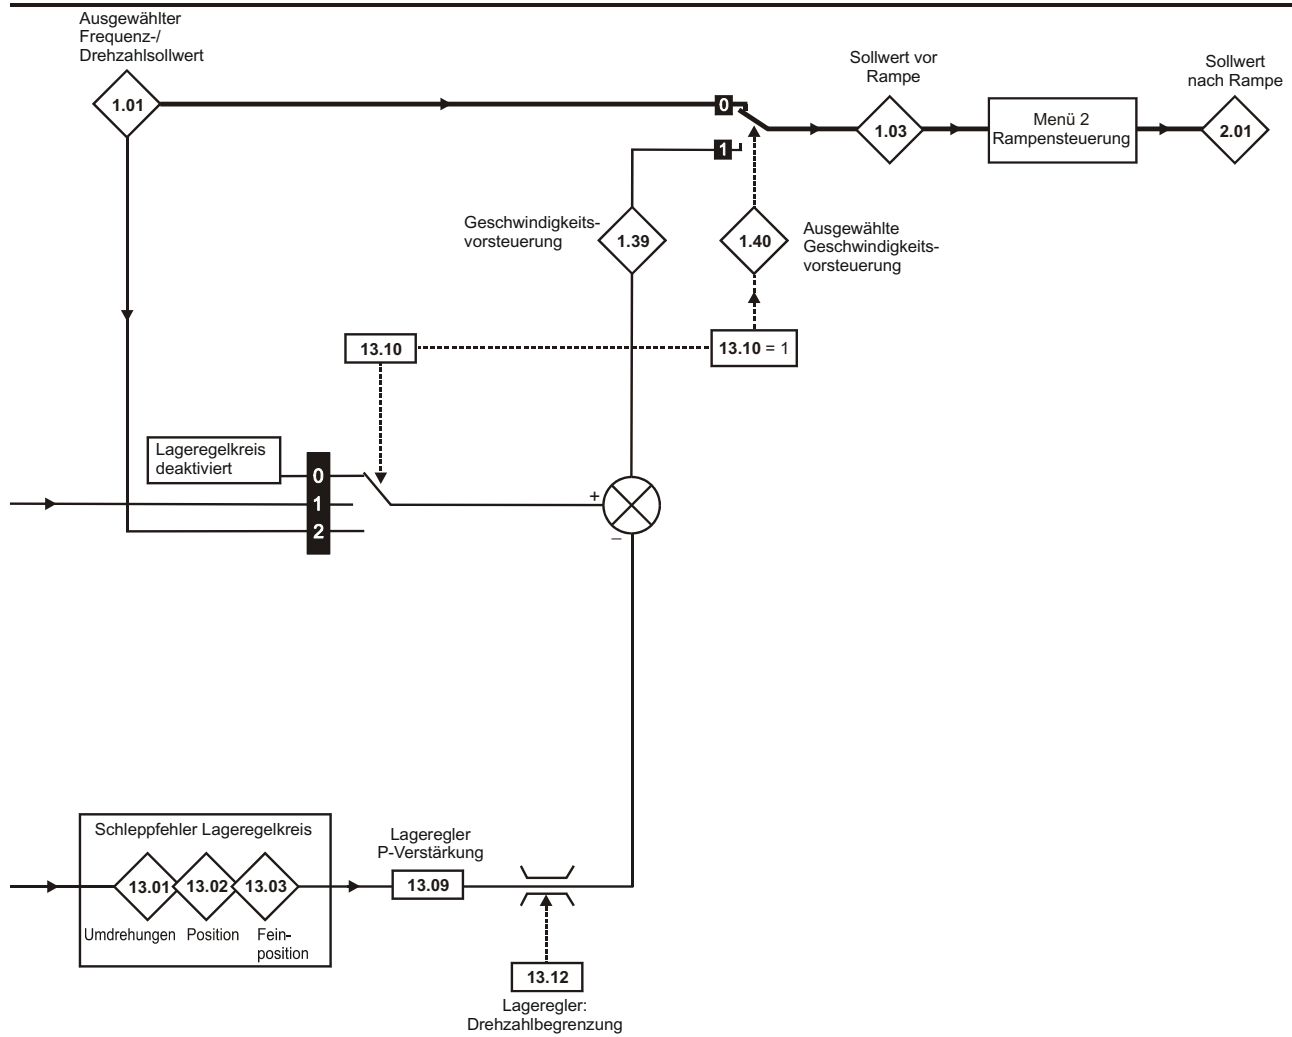 Ausgewählter
Frequenz-/
Drehzahlsollwert
1.01
0
Sollwert vor
Rampe
1.03
Menü 2
Rampensteuerung
Sollwert
nach Rampe
2.01
1
Geschwindigkeits-
vorsteuerung
1.39
1.40
Ausgewählte
Geschwindigkeits-
vorsteuerung
13.10
13.10 = 1
Lageregelkreis
deaktiviert
0
1
2
+
–
Schleppfehler Lageregelkreis
13.01
13.02
13.03
Umdrehungen
Position
Fein-
position
Lageregler
P-Verstärkung
13.09
13.12
Lageregler:
Drehzahlbegrenzung